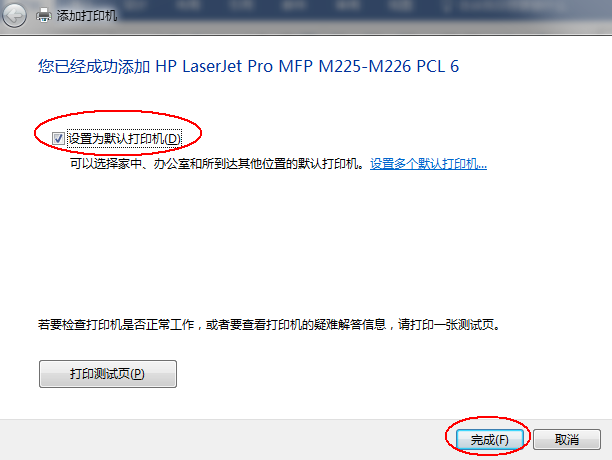 添加打印机
您已经成功添加 HP LaserJet Pro MFP M225-M226 PCL 6
设置为默认打印机(D)
可以选择家中、办公室和所到达其他位置的默认打印机。设置多个默认打印机...
若要检查打印机是否正常工作，或者要查看打印机的疑难解答信息，请打印一张测试页。
打印测试页(P)
完成(F) 取消